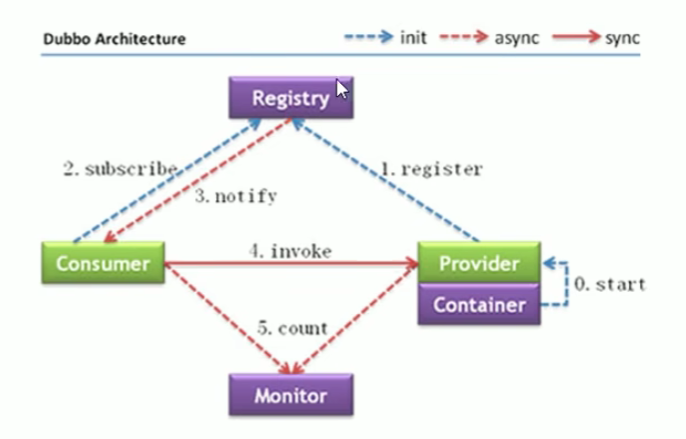 Dubbo Architecture
init
async
sync
Registry
2. subscribe
1. register
3. notify
Consumer
4. invoke
Provider
Container
0. start
5. count
Monitor